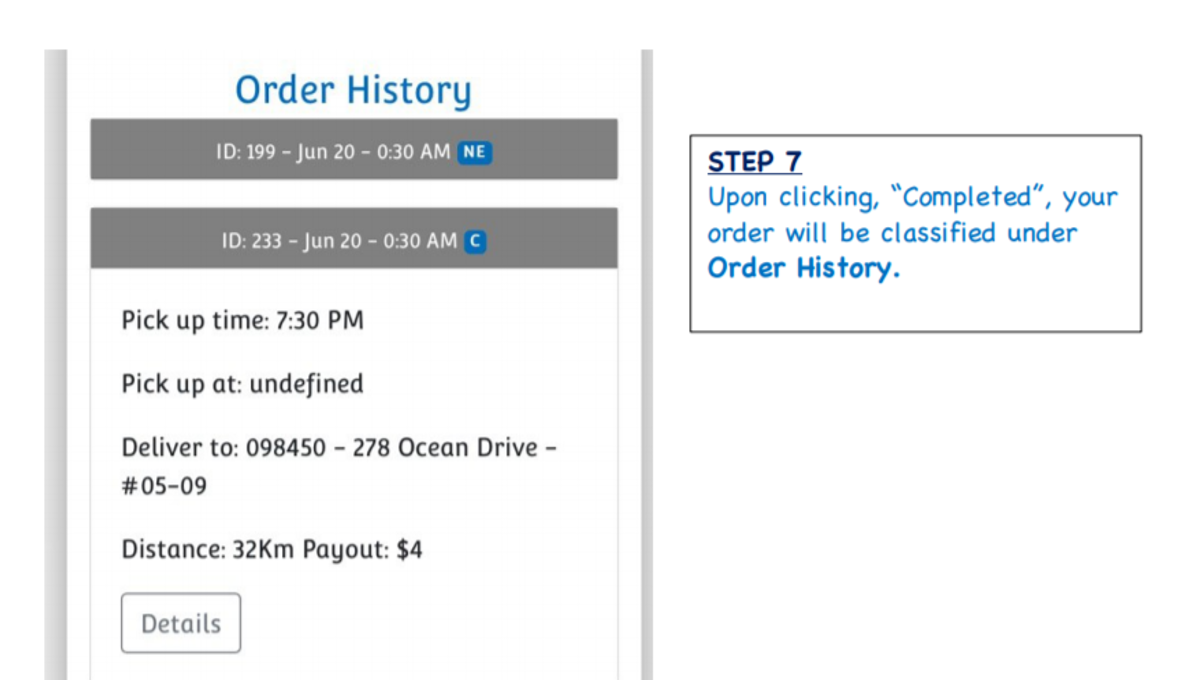 Order History
ID: 199 – Jun 20 – 0:30 AM NE
ID: 233 – Jun 20 – 0:30 AM C
Pick up time: 7:30 PM
Pick up at: undefined
Deliver to: 098450 – 278 Ocean Drive –
#05-09
Distance: 32Km Payout: $4
Details
STEP 7
Upon clicking, “Completed”, your
order will be classified under
Order History.